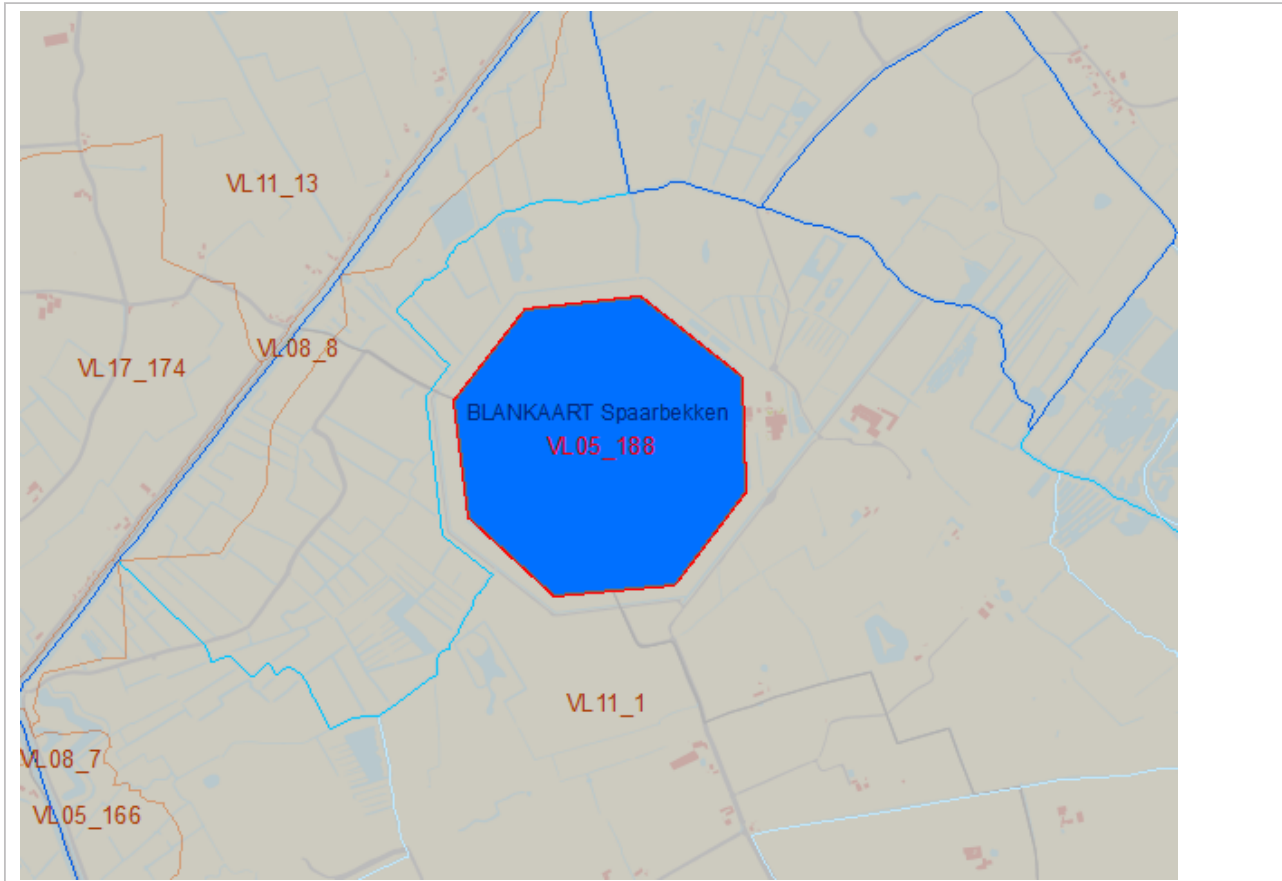 VL11_13
VL08_8
VL17_174
BLANKAART Spaarbekken
VL05_188
VL11_1
VL08_7
VL05_166